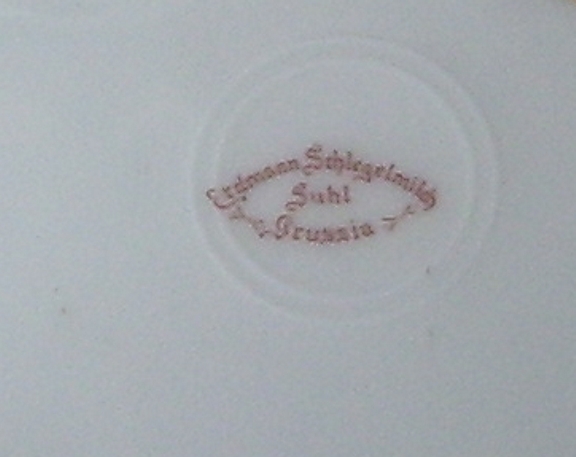 Erdmann Schlegelmilch
Suhl
Prussia